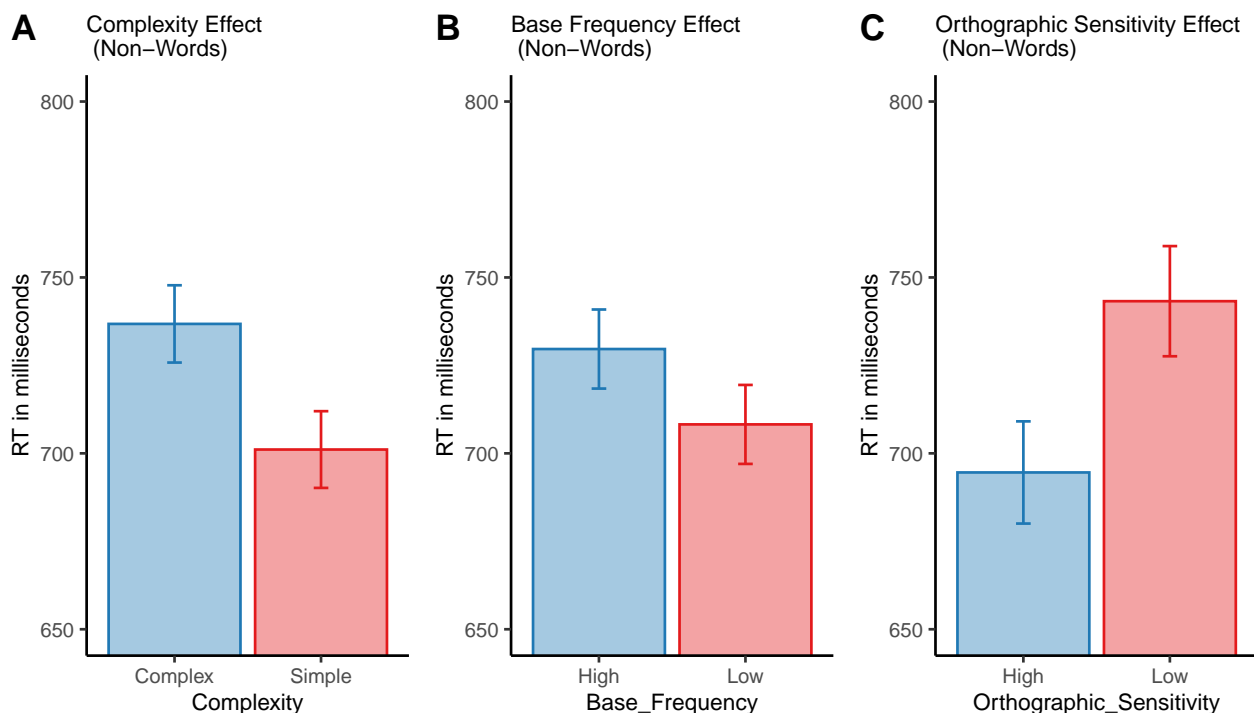 A
Complexity Effect
(Non−Words)
800
750
700
650
RT in milliseconds
Complex Simple
Complexity
B
Base Frequency Effect
(Non−Words)
800
750
700
650
RT in milliseconds
High Low
Base_Frequency
C
Orthographic Sensitivity Effect
(Non−Words)
800
750
700
650
RT in milliseconds
High Low
Orthographic_Sensitivity